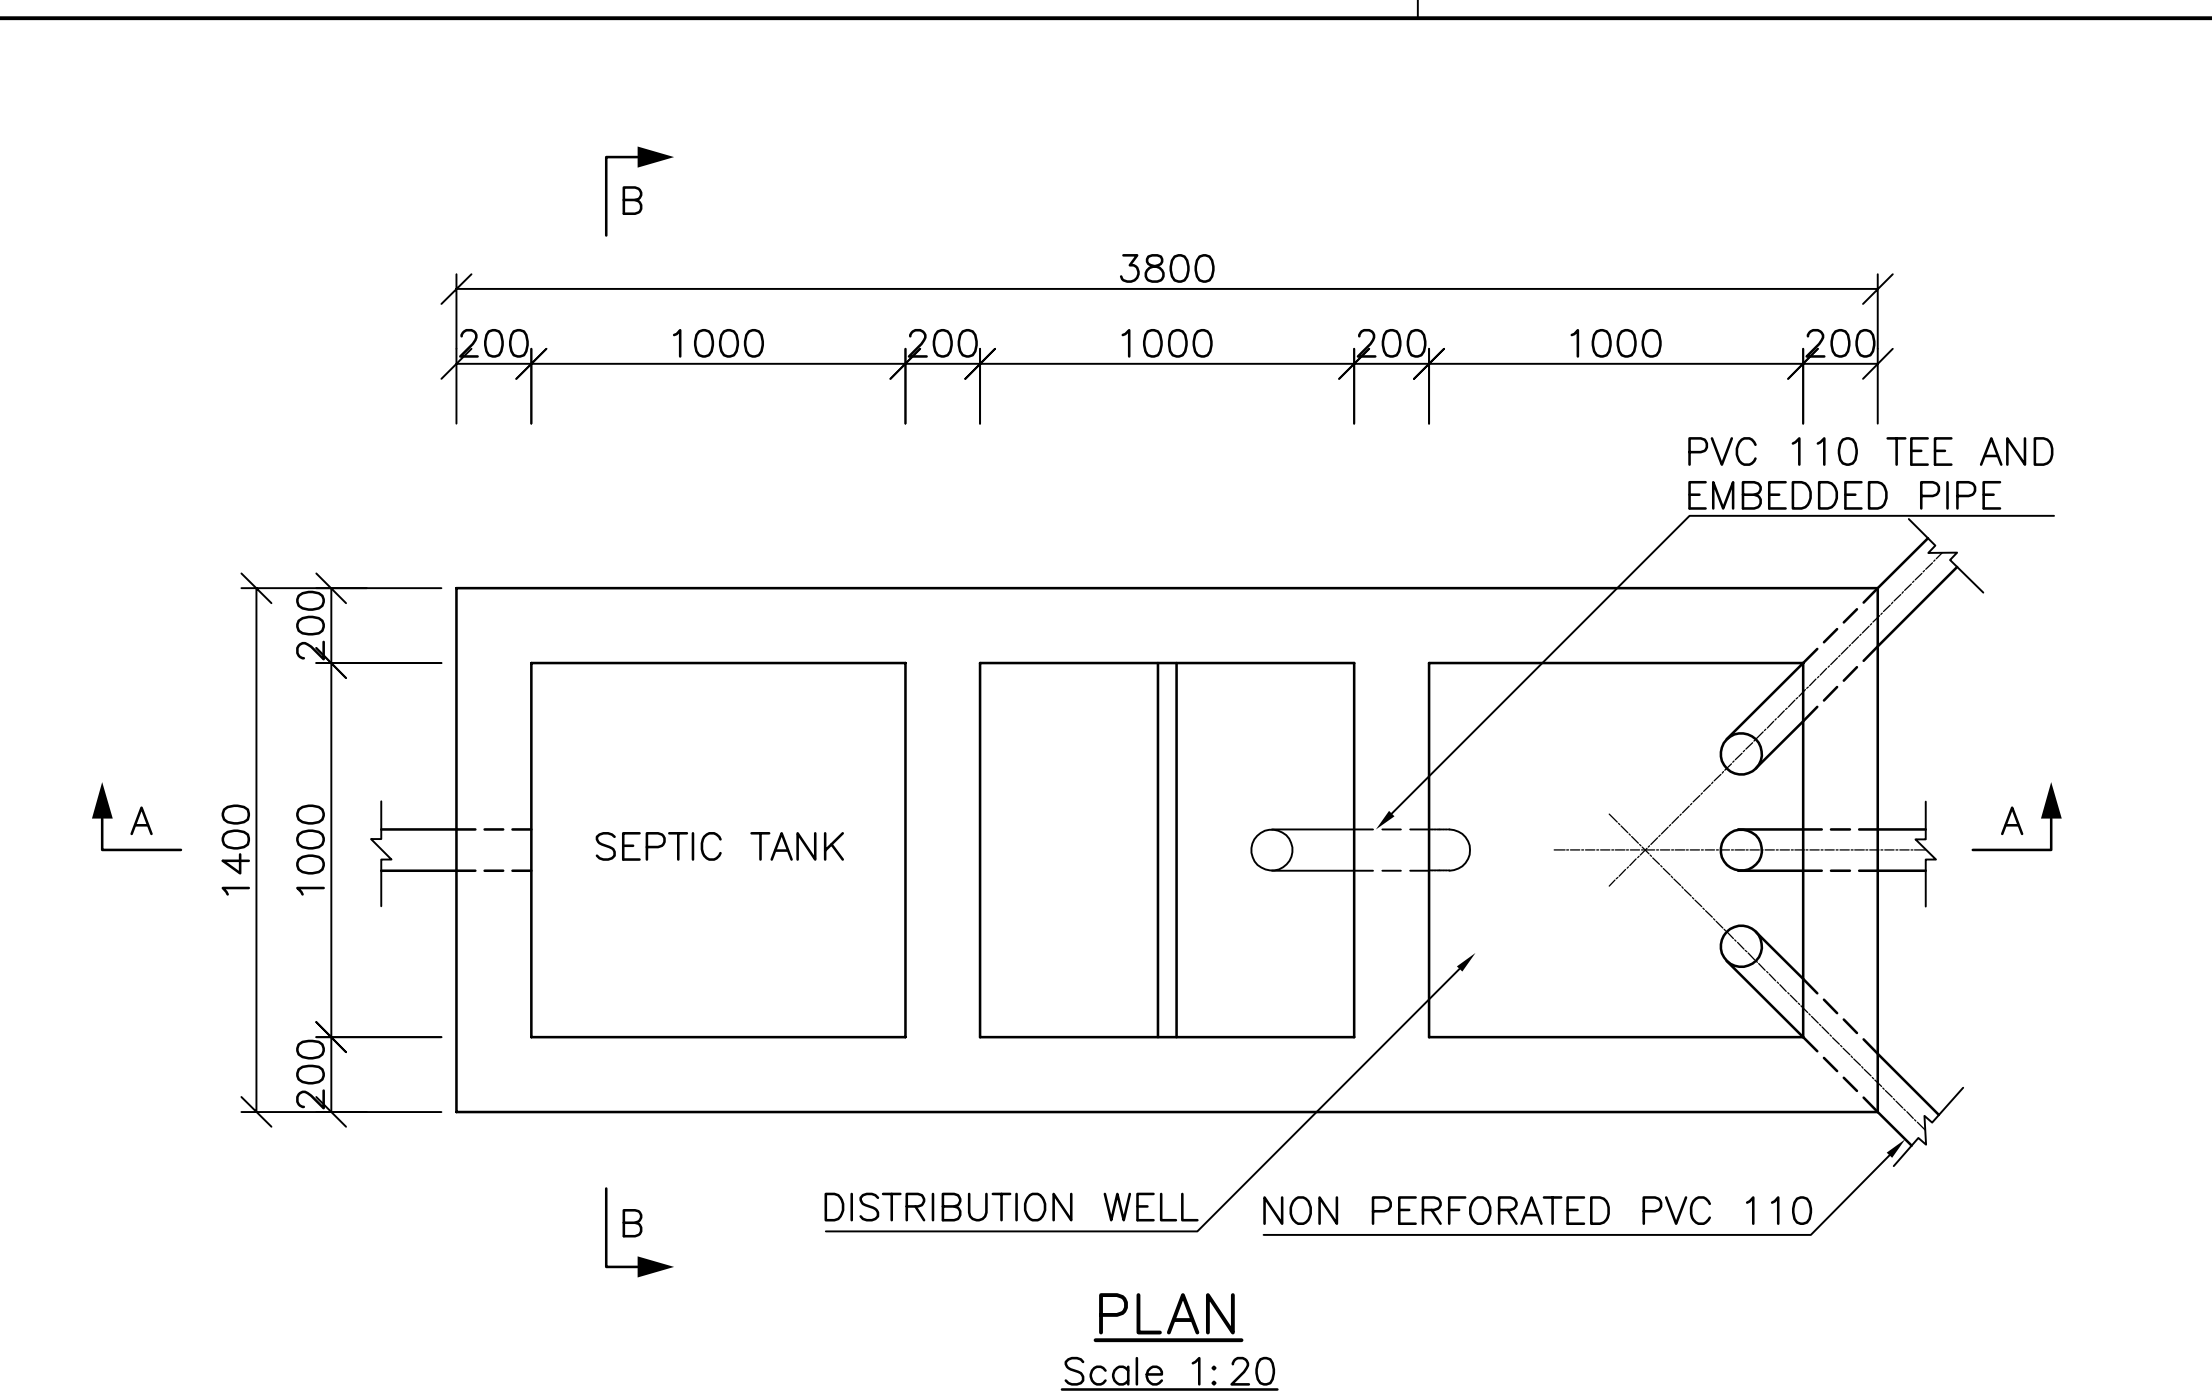 B
3800
200 1000 200 1000 200 1000 200
PVC 110 TEE AND
EMBEDDED PIPE
200
1000
200
1400
A
SEPTIC TANK
A
DISTRIBUTION WELL
NON PERFORATED PVC 110
B
PLAN
Scale 1:20